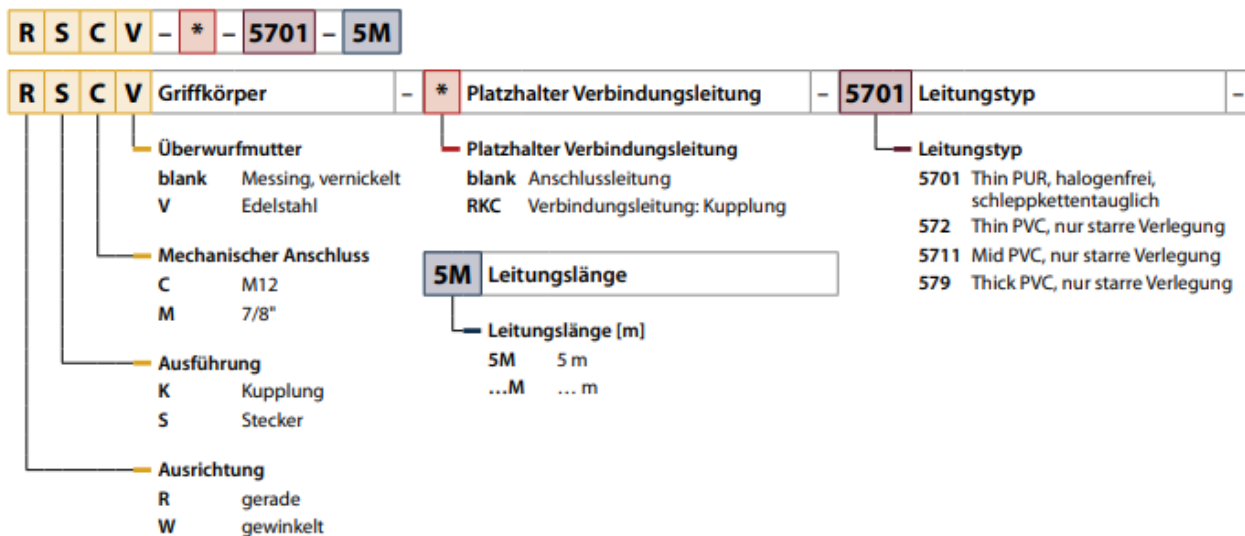 R S C V – * – 5701 – 5M
R S C V Griffkörper – * Platzhalter Verbindungsleitung – 5701 Leitungstyp –
Überwurfmutter
blank Messing, vernickelt
V Edelstahl
Mechanischer Anschluss
C M12
M 7/8"
Ausführung
K Kupplung
S Stecker
Ausrichtung
R gerade
W gewinkelt
Platzhalter Verbindungsleitung
blank Anschlussleitung
RKC Verbindungsleitung: Kupplung
5M Leitungslänge
Leitungslänge [m]
5M 5 m
...M ... m
Leitungstyp
5701 Thin PUR, halogenfrei,
schleppkettentauglich
572 Thin PVC, nur starre Verlegung
5711 Mid PVC, nur starre Verlegung
579 Thick PVC, nur starre Verlegung